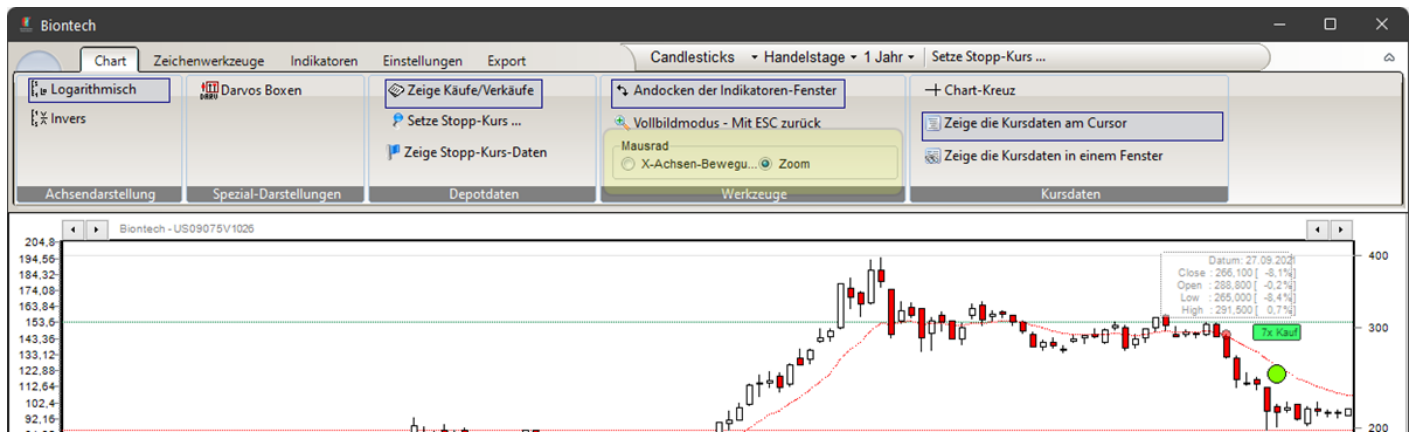 Biontech
Chart Zeichenwerkzeuge Indikatoren Einstellungen Export Candlesticks Handelstage 1 Jahr Setze Stopp-Kurs ...
Logarithmisch
Invers
Achsendarstellung
Darvos Boxen
Spezial-Darstellungen
Zeige Käufe/Verkäufe
Setze Stopp-Kurs ...
Zeige Stopp-Kurs-Daten
Depotdaten
Andocken der Indikatoren-Fenster
Vollbildmodus - Mit ESC zurück
Mausrad
X-Achsen-Bewegu... Zoom
Werkzeuge
Chart-Kreuz
Zeige die Kursdaten am Cursor
Zeige die Kursdaten in einem Fenster
Kursdaten
Biontech - US09075V1026
204,8
194,56
184,32
174,08
163,84
153,6
143,36
133,12
122,88
112,64
102,4
92,16
Datum: 27.09.2021
Close : 266,100 [ -8,1%]
Open : 288,800 [ -0,2%]
Low : 265,000 [ -8,4%]
High : 291,500 [ 0,7%]
7x Kauf
400
300
200